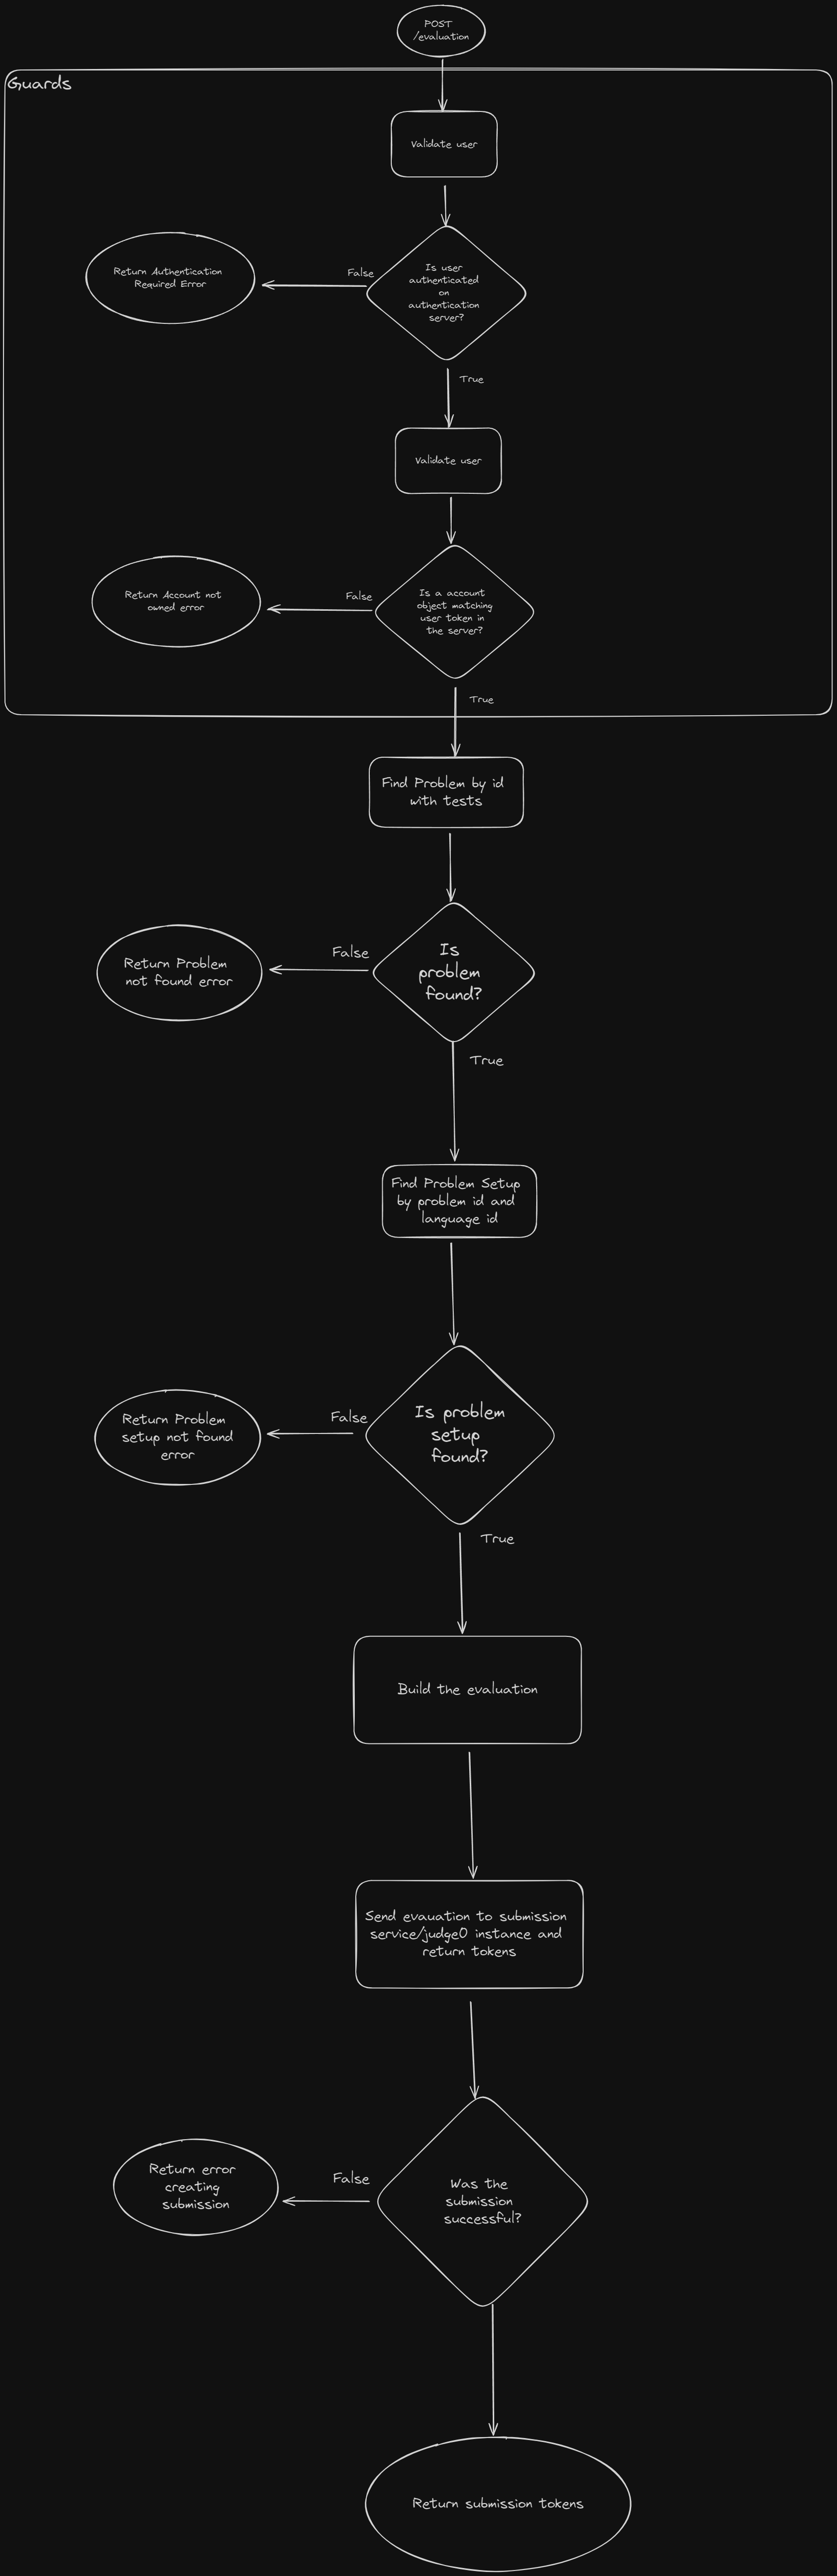 POST
/evaluation
Guards
Validate user
Is user
authenticated
on
authentication
server?
False
Return Authentication
Required Error
True
Validate user
Is a account
object matching
user token in
the server?
False
Return Account not
owned error
True
Find Problem by id
with tests
Is
problem
found?
False
Return Problem
not found error
True
Find Problem Setup
by problem id and
language id
Is problem
setup
found?
False
Return Problem
setup not found
error
True
Build the evaluation
Send evauation to submission
service/judge0 instance and
return tokens
Was the
submission
successful?
False
Return error
creating
submission
Return submission tokens